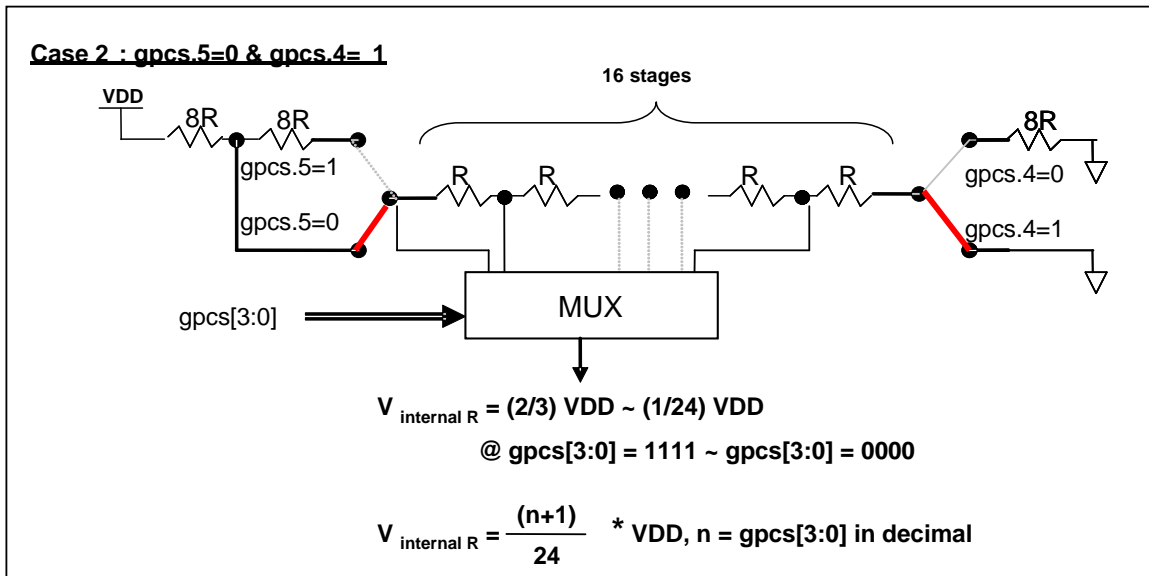 Case 2 : gpcs.5=0 & gpcs.4= 1
16 stages
VDD
8R 8R 8R
gpcs.5=1 R R R R gpcs.4=0
gpcs.5=0 gpcs.4=1
gpcs[3:0] MUX
V internal R = (2/3) VDD ~ (1/24) VDD
@ gpcs[3:0] = 1111 ~ gpcs[3:0] = 0000
V internal R = (n+1)
24 * VDD, n = gpcs[3:0] in decimal